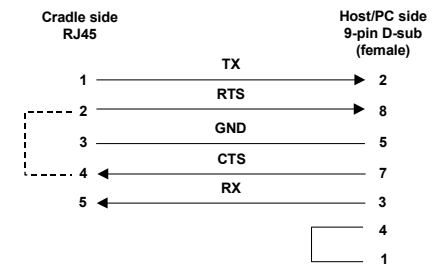 Cradle side
RJ45
Host/PC side
9-pin D-sub
(female)
1 TX 2
2 RTS 8
3 GND 5
4 CTS 7
5 RX 3
4
1